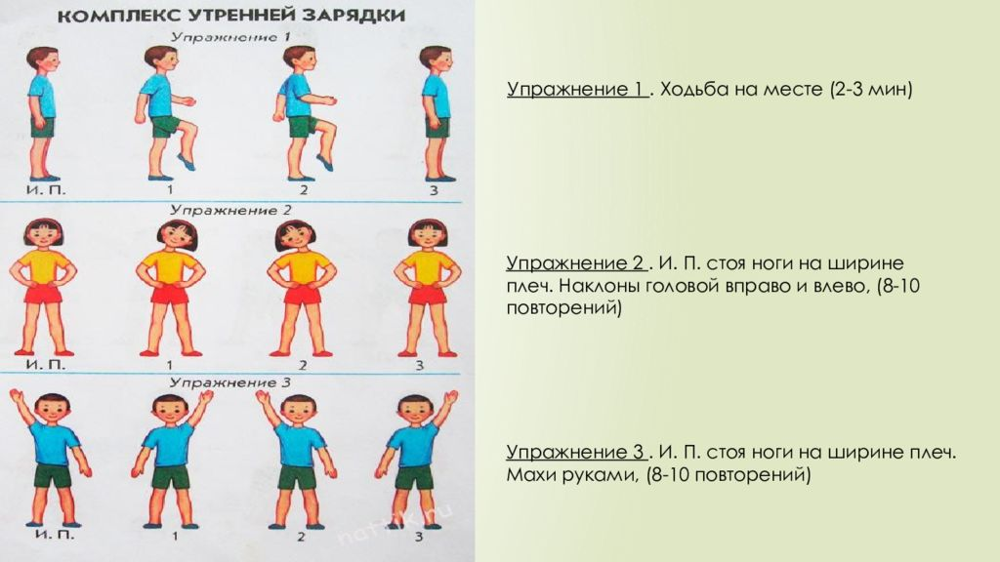 КОМПЛЕКС УТРЕННЕЙ ЗАРЯДКИ
Упражнение 1
И. П. 1 2 3
Упражнение 2
И. П. 1 2 3
Упражнение 3
И. П. 1 2 3
Упражнение 1 . Ходьба на месте (2-3 мин)
Упражнение 2 . И. П. стоя ноги на ширине
плеч. Наклоны головой вправо и влево, (8-10
повторений)
Упражнение 3 . И. П. стоя ноги на ширине плеч.
Махи руками, (8-10 повторений)